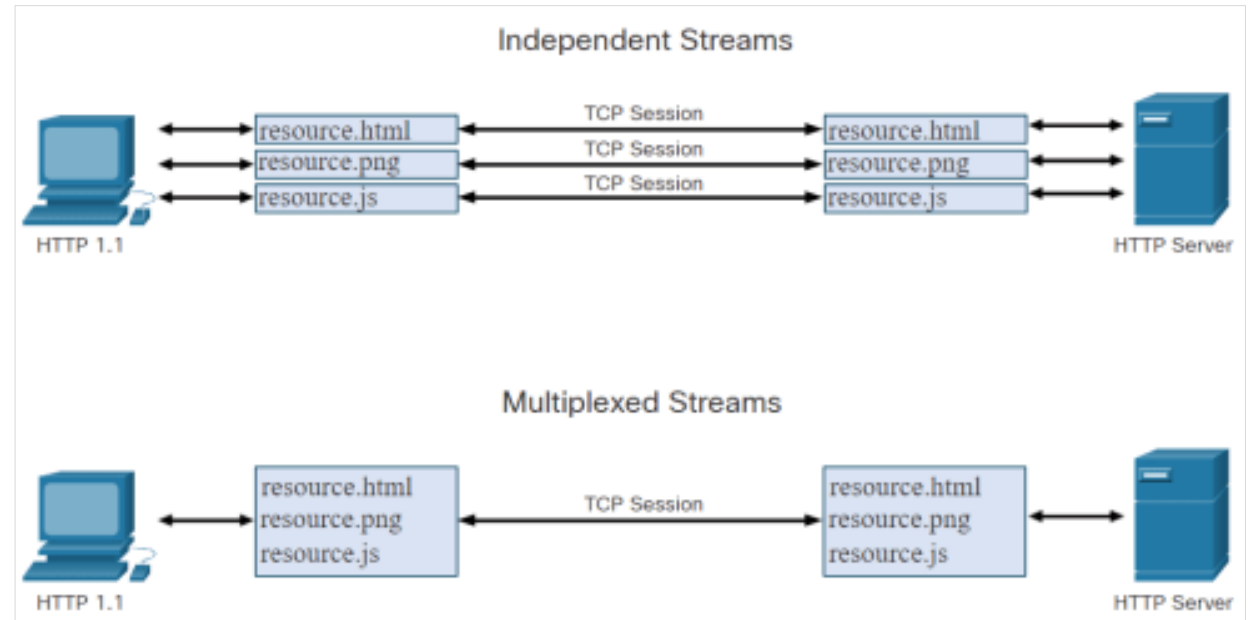 Independent Streams
TCP Session
resource.html
resource.html
TCP Session
resource.png
resource.png
TCP Session
resource.js
resource.js
HTTP 1.1
HTTP Server
Multiplexed Streams
resource.html
resource.png
resource.js
TCP Session
resource.html
resource.png
resource.js
HTTP 1.1
HTTP Server